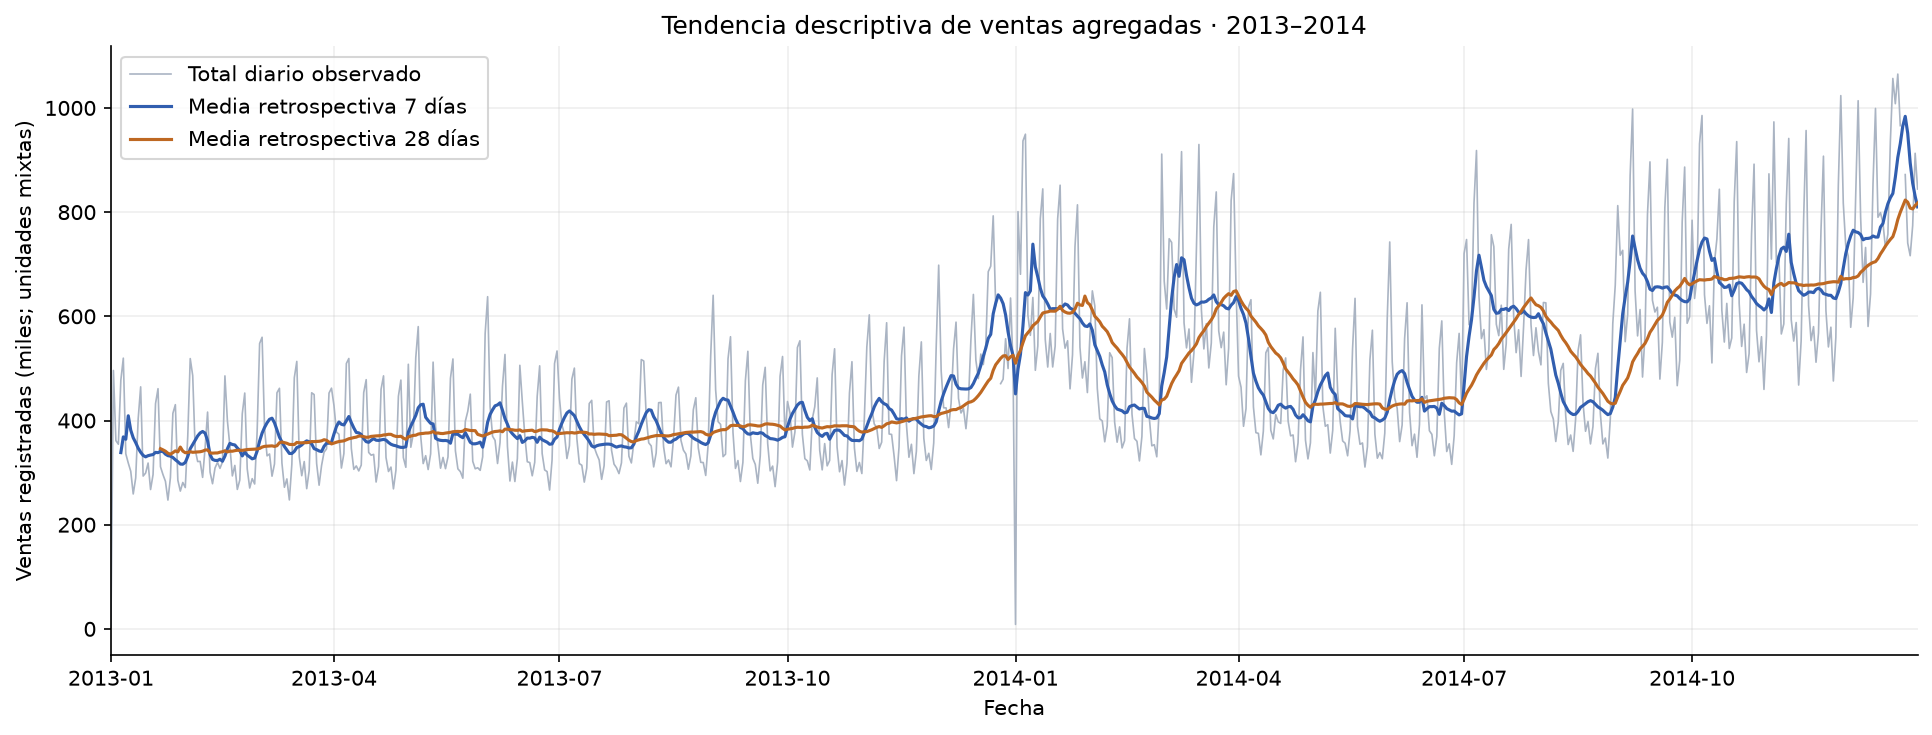 Tendencia descriptiva de ventas agregadas · 2013–2014
Total diario observado
Media retrospectiva 7 días
Media retrospectiva 28 días
Ventas registradas (miles; unidades mixtas)
1000
800
600
400
200
0
2013-01
2013-04
2013-07
2013-10
2014-01
2014-04
2014-07
2014-10
Fecha